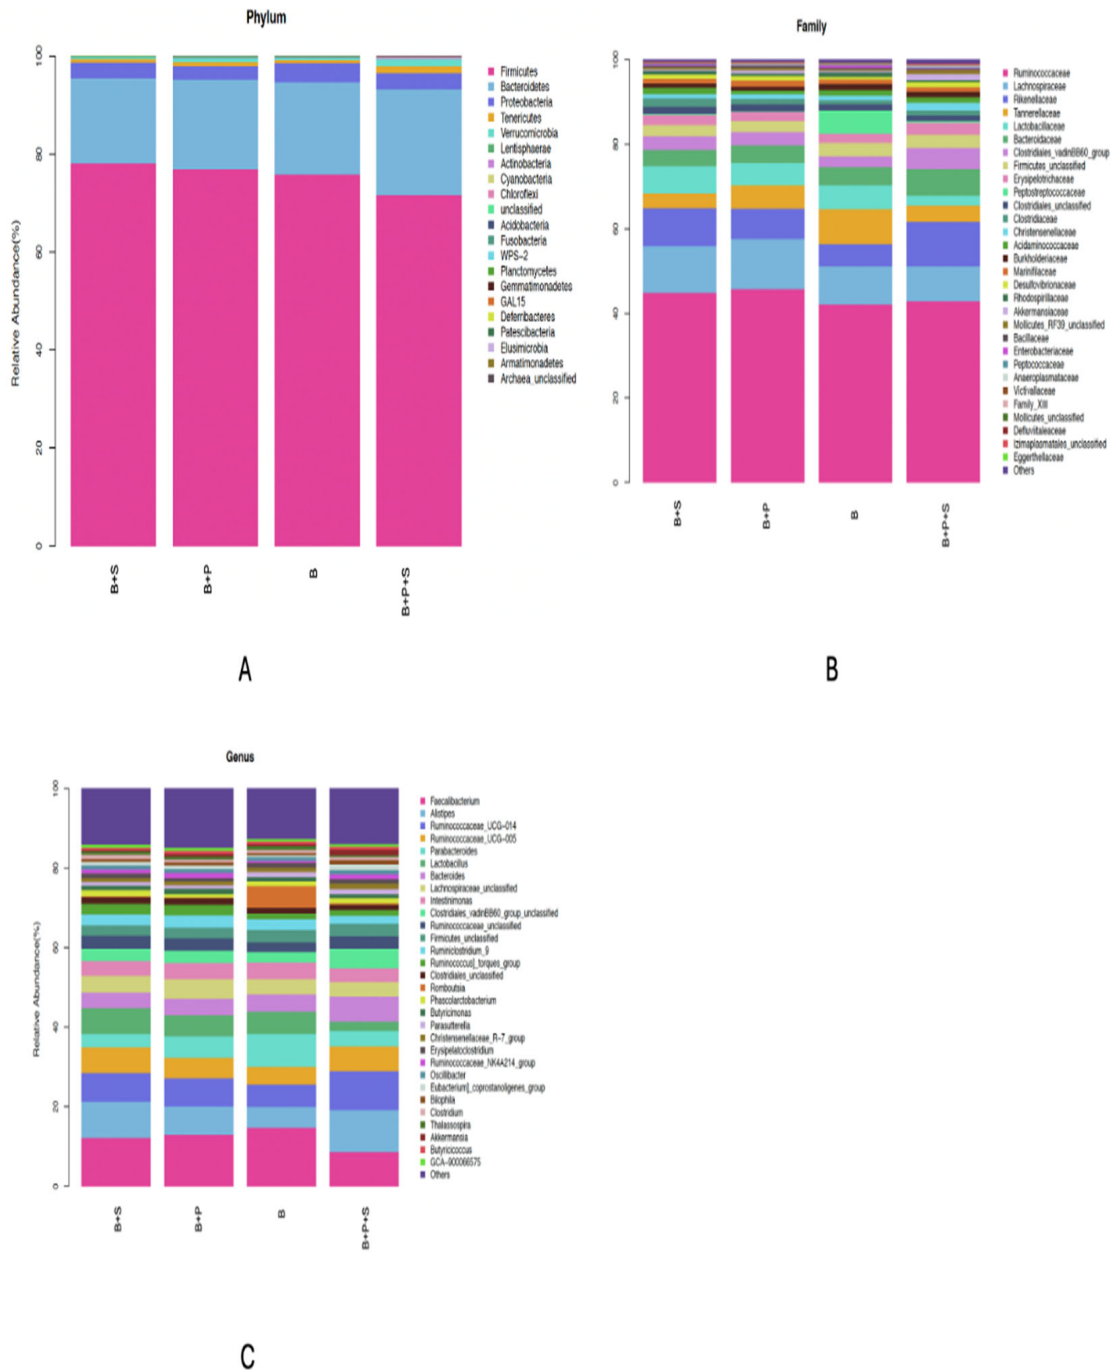 Phylum
Relative Abundance(%)
0
20
40
60
80
100
B+S
B+P
B
B+P+S
Firmicutes
Bacteroidetes
Proteobacteria
Tenericutes
Verrucomicrobia
Lentisphaerae
Actinobacteria
Cyanobacteria
Chloroflexi
unclassified
Acidobacteria
Fusobacteria
WPS-2
Planctomycetes
Gemmatimonadetes
GAL15
Deferribacteres
Patescibacteria
Elusimicrobia
Armatimonadetes
Archaea_unclassified
A
Family
0
20
40
60
80
100
B+S
B+P
B
B+P+S
Ruminococcaceae
Lachnospiraceae
Rikenellaceae
Tannerellaceae
Lactobacillaceae
Bacteroidaceae
Clostridiales_vadinBB60_group
Firmicutes_unclassified
Erysipelotrichaceae
Peptostreptococcaceae
Clostridiales_unclassified
Clostridiaceae
Christensenellaceae
Acidaminococcaceae
Burkholderiaceae
Marinifilaceae
Desulfovibrionaceae
Rhodospirillaceae
Akkermansiaceae
Mollicutes_RF39_unclassified
Bacillaceae
Enterobacteriaceae
Peptococcaceae
Anaeroplasmataceae
Victivallaceae
Family_XIII
Mollicutes_unclassified
Defluviitaleaceae
Izimaplasmatales_unclassified
Eggerthellaceae
Others
B
Genus
Relative Abundance(%)
0
20
40
60
80
100
B+S
B+P
B
B+P+S
Faecalibacterium
Alistipes
Ruminococcaceae_UCG-014
Ruminococcaceae_UCG-005
Parabacteroides
Lactobacillus
Bacteroides
Lachnospiraceae_unclassified
Intestinimonas
Clostridiales_vadinBB60_group_unclassified
Ruminococcaceae_unclassified
Firmicutes_unclassified
Ruminiclostridium_9
Ruminococcus]_torques_group
Clostridiales_unclassified
Romboutsia
Phascolarctobacterium
Butyricimonas
Parasutterella
Christensenellaceae_R-7_group
Erysipelatoclostridium
Ruminococcaceae_NK4A214_group
Oscillibacter
Eubacterium]_coprostanoligenes_group
Bilophila
Clostridium
Thalassospira
Akkermansia
Butyricicoccus
GCA-900066575
Others
C